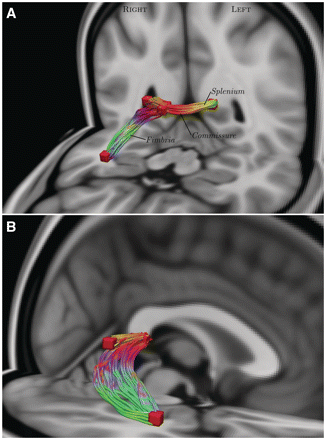 A
RIGHT LEFT
Splenium
Commissure
Fimbria
B